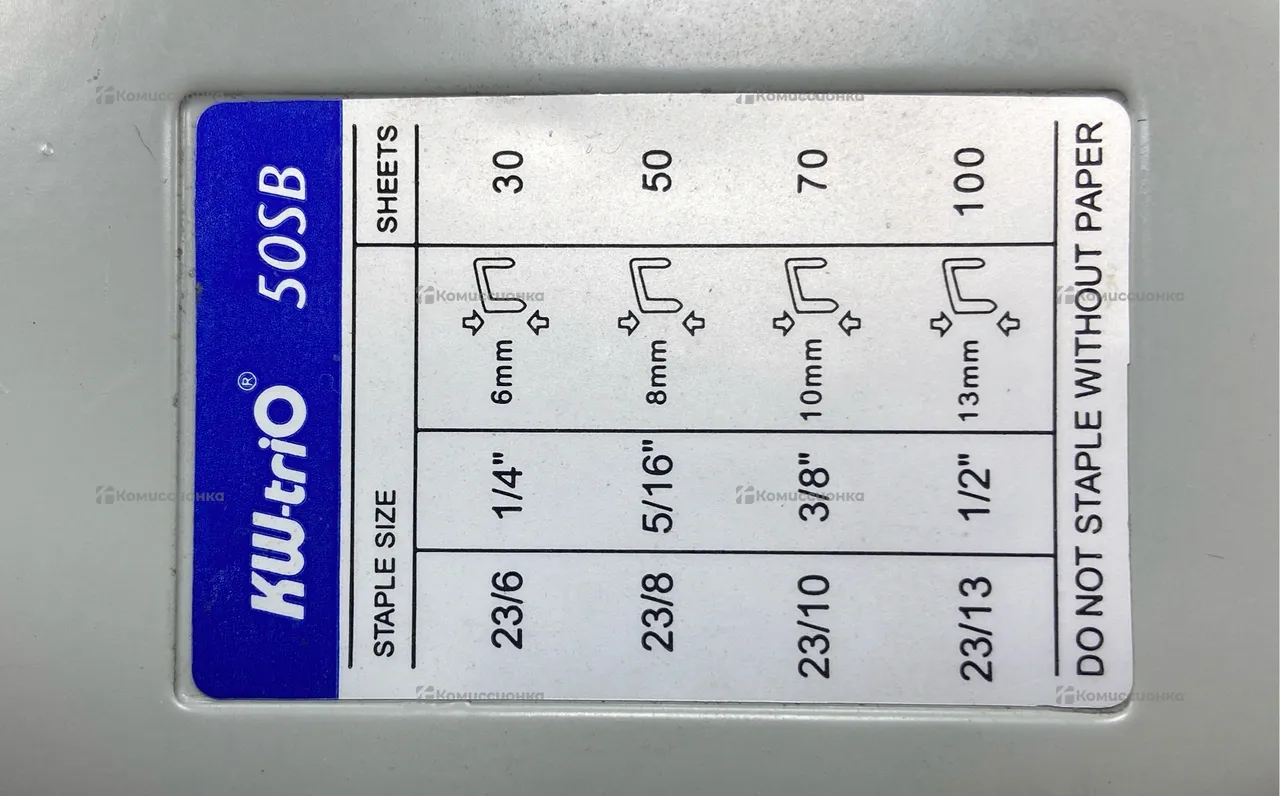 KW-triO® 50SB
STAPLE SIZE SHEETS
23/6 1/4" 6mm 30
23/8 5/16" 8mm 50
23/10 3/8" 10mm 70
23/13 1/2" 13mm 100
DO NOT STAPLE WITHOUT PAPER
Комиссионка
Комиссионка
Комиссионка
Комиссионка
Комиссионка
Комиссионка
Комиссионка
Комиссионка